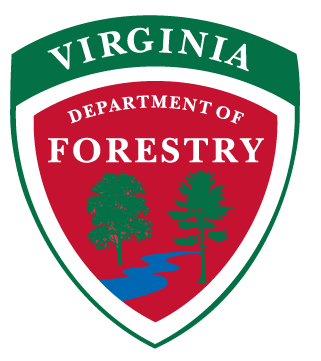 VIRGINIA
DEPARTMENT OF
FORESTRY